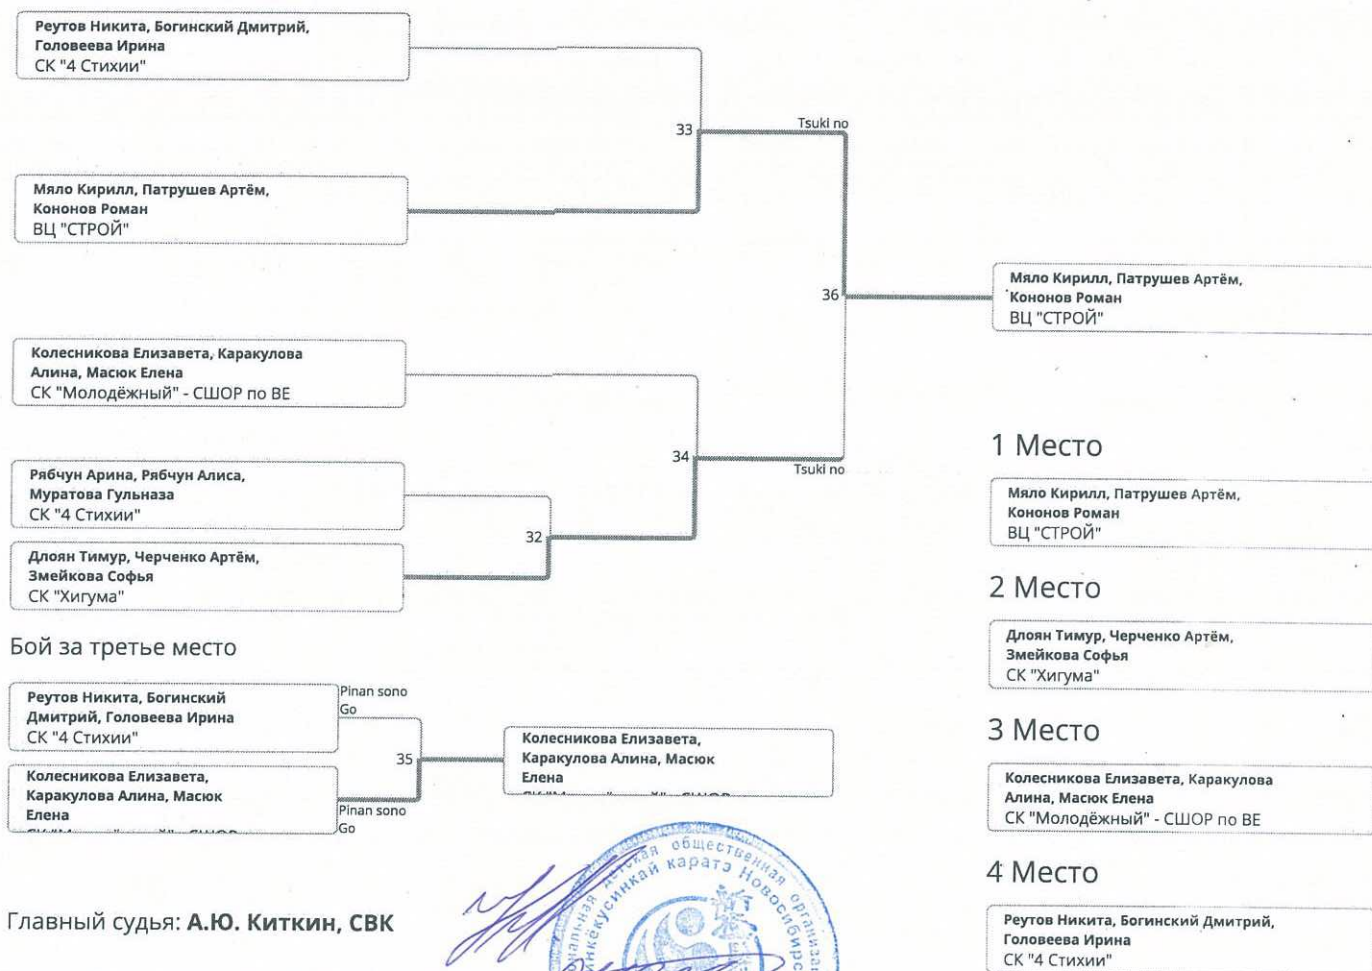 Реутов Никита, Богинский Дмитрий,
Головеева Ирина
СК "4 Стихии"
33
Tsuki no
Мяло Кирилл, Патрушев Артём,
Кононов Роман
ВЦ "СТРОЙ"
36
Мяло Кирилл, Патрушев Артём,
Кононов Роман
ВЦ "СТРОЙ"
Колесникова Елизавета, Каракулова
Алина, Масюк Елена
СК "Молодёжный" - СШОР по ВЕ
34
Tsuki no
Рябчун Арина, Рябчун Алиса,
Муратова Гульназа
СК "4 Стихии"
32
Длоян Тимур, Черченко Артём,
Змейкова Софья
СК "Хигума"
Бой за третье место
Реутов Никита, Богинский
Дмитрий, Головеева Ирина
СК "4 Стихии"
Pinan sono
Go
35
Колесникова Елизавета,
Каракулова Алина, Масюк
Елена
Pinan sono
Go
Колесникова Елизавета,
Каракулова Алина, Масюк
Елена
1 Место
Мяло Кирилл, Патрушев Артём,
Кононов Роман
ВЦ "СТРОЙ"
2 Место
Длоян Тимур, Черченко Артём,
Змейкова Софья
СК "Хигума"
3 Место
Колесникова Елизавета, Каракулова
Алина, Масюк Елена
СК "Молодёжный" - СШОР по ВЕ
4 Место
Реутов Никита, Богинский Дмитрий,
Головеева Ирина
СК "4 Стихии"
Главный судья: А.Ю. Киткин, СВК
общественная
каратэ